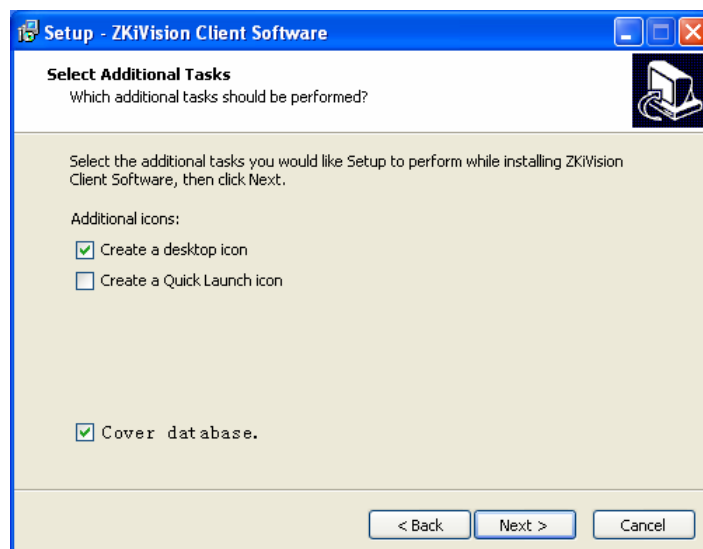 Setup - ZKiVision Client Software
Select Additional Tasks
Which additional tasks should be performed?
Select the additional tasks you would like Setup to perform while installing ZKiVision
Client Software, then click Next.
Additional icons:
Create a desktop icon
Create a Quick Launch icon
Cover database.
< Back Next > Cancel